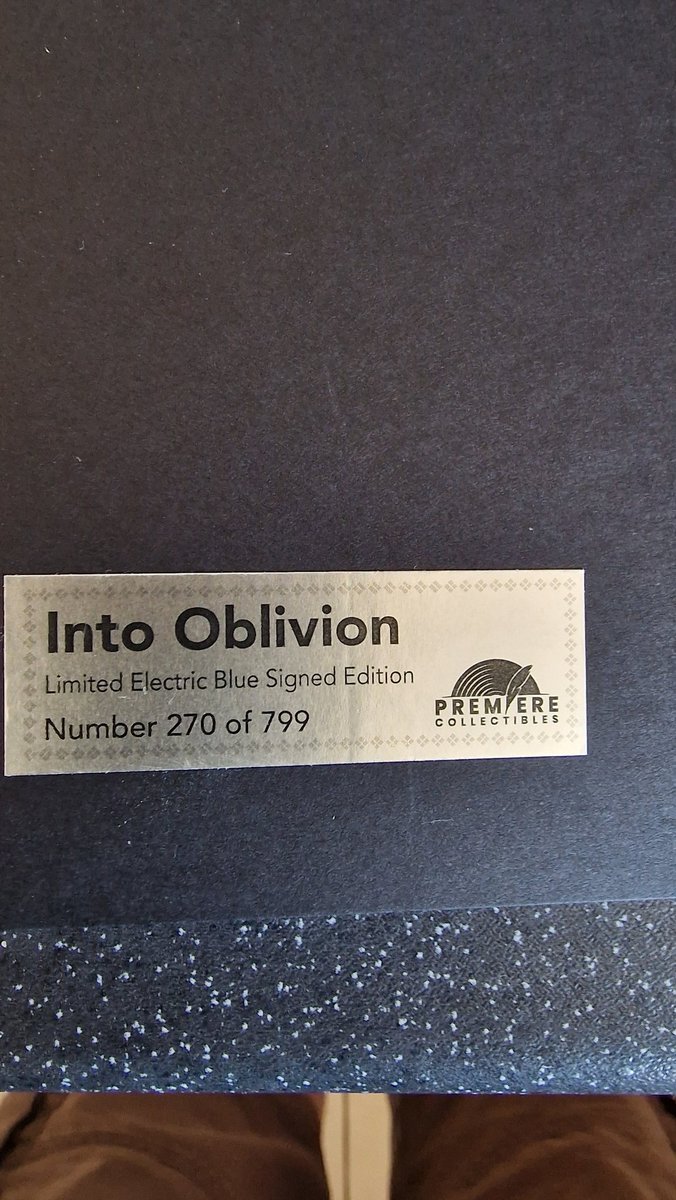 Into Oblivion
Limited Electric Blue Signed Edition
Number 270 of 799
PREMIERE
COLLECTIBLES